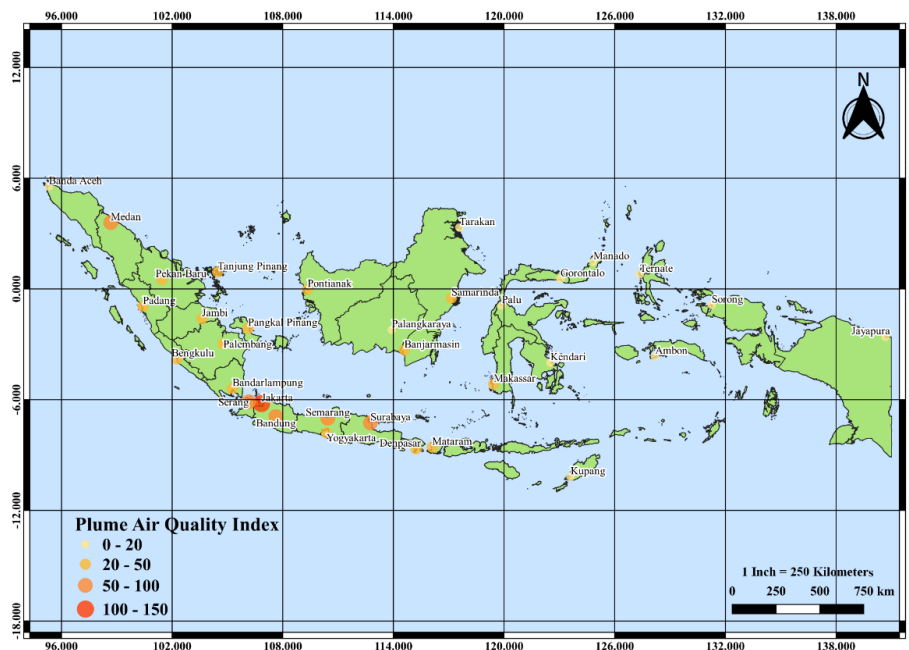 96.000 102.000 108.000 114.000 120.000 126.000 132.000 138.000
12.000
N
6.000
Banda Aceh
Medan
Tarakan
Manado
Tanjung Pinang
Pekan Baru
Gorontalo
Ternate
0.000
Pontianak
Samarinda
Palu
Padang
Sorong
Jambi
Pangkal Pinang
Palangkaraya
Jayapura
Palembang
Banjarmasin
Bengkulu
Kendari
Ambon
Bandarlampung
Makassar
-6.000
Serang
Jakarta
Bandung
Semarang
Surabaya
Yogyakarta
Denpasar
Mataram
Kupang
-12.000
Plume Air Quality Index
0 - 20
20 - 50
50 - 100
100 - 150
1 Inch = 250 Kilometers
0 250 500 750 km
-18.000
96.000 102.000 108.000 114.000 120.000 126.000 132.000 138.000